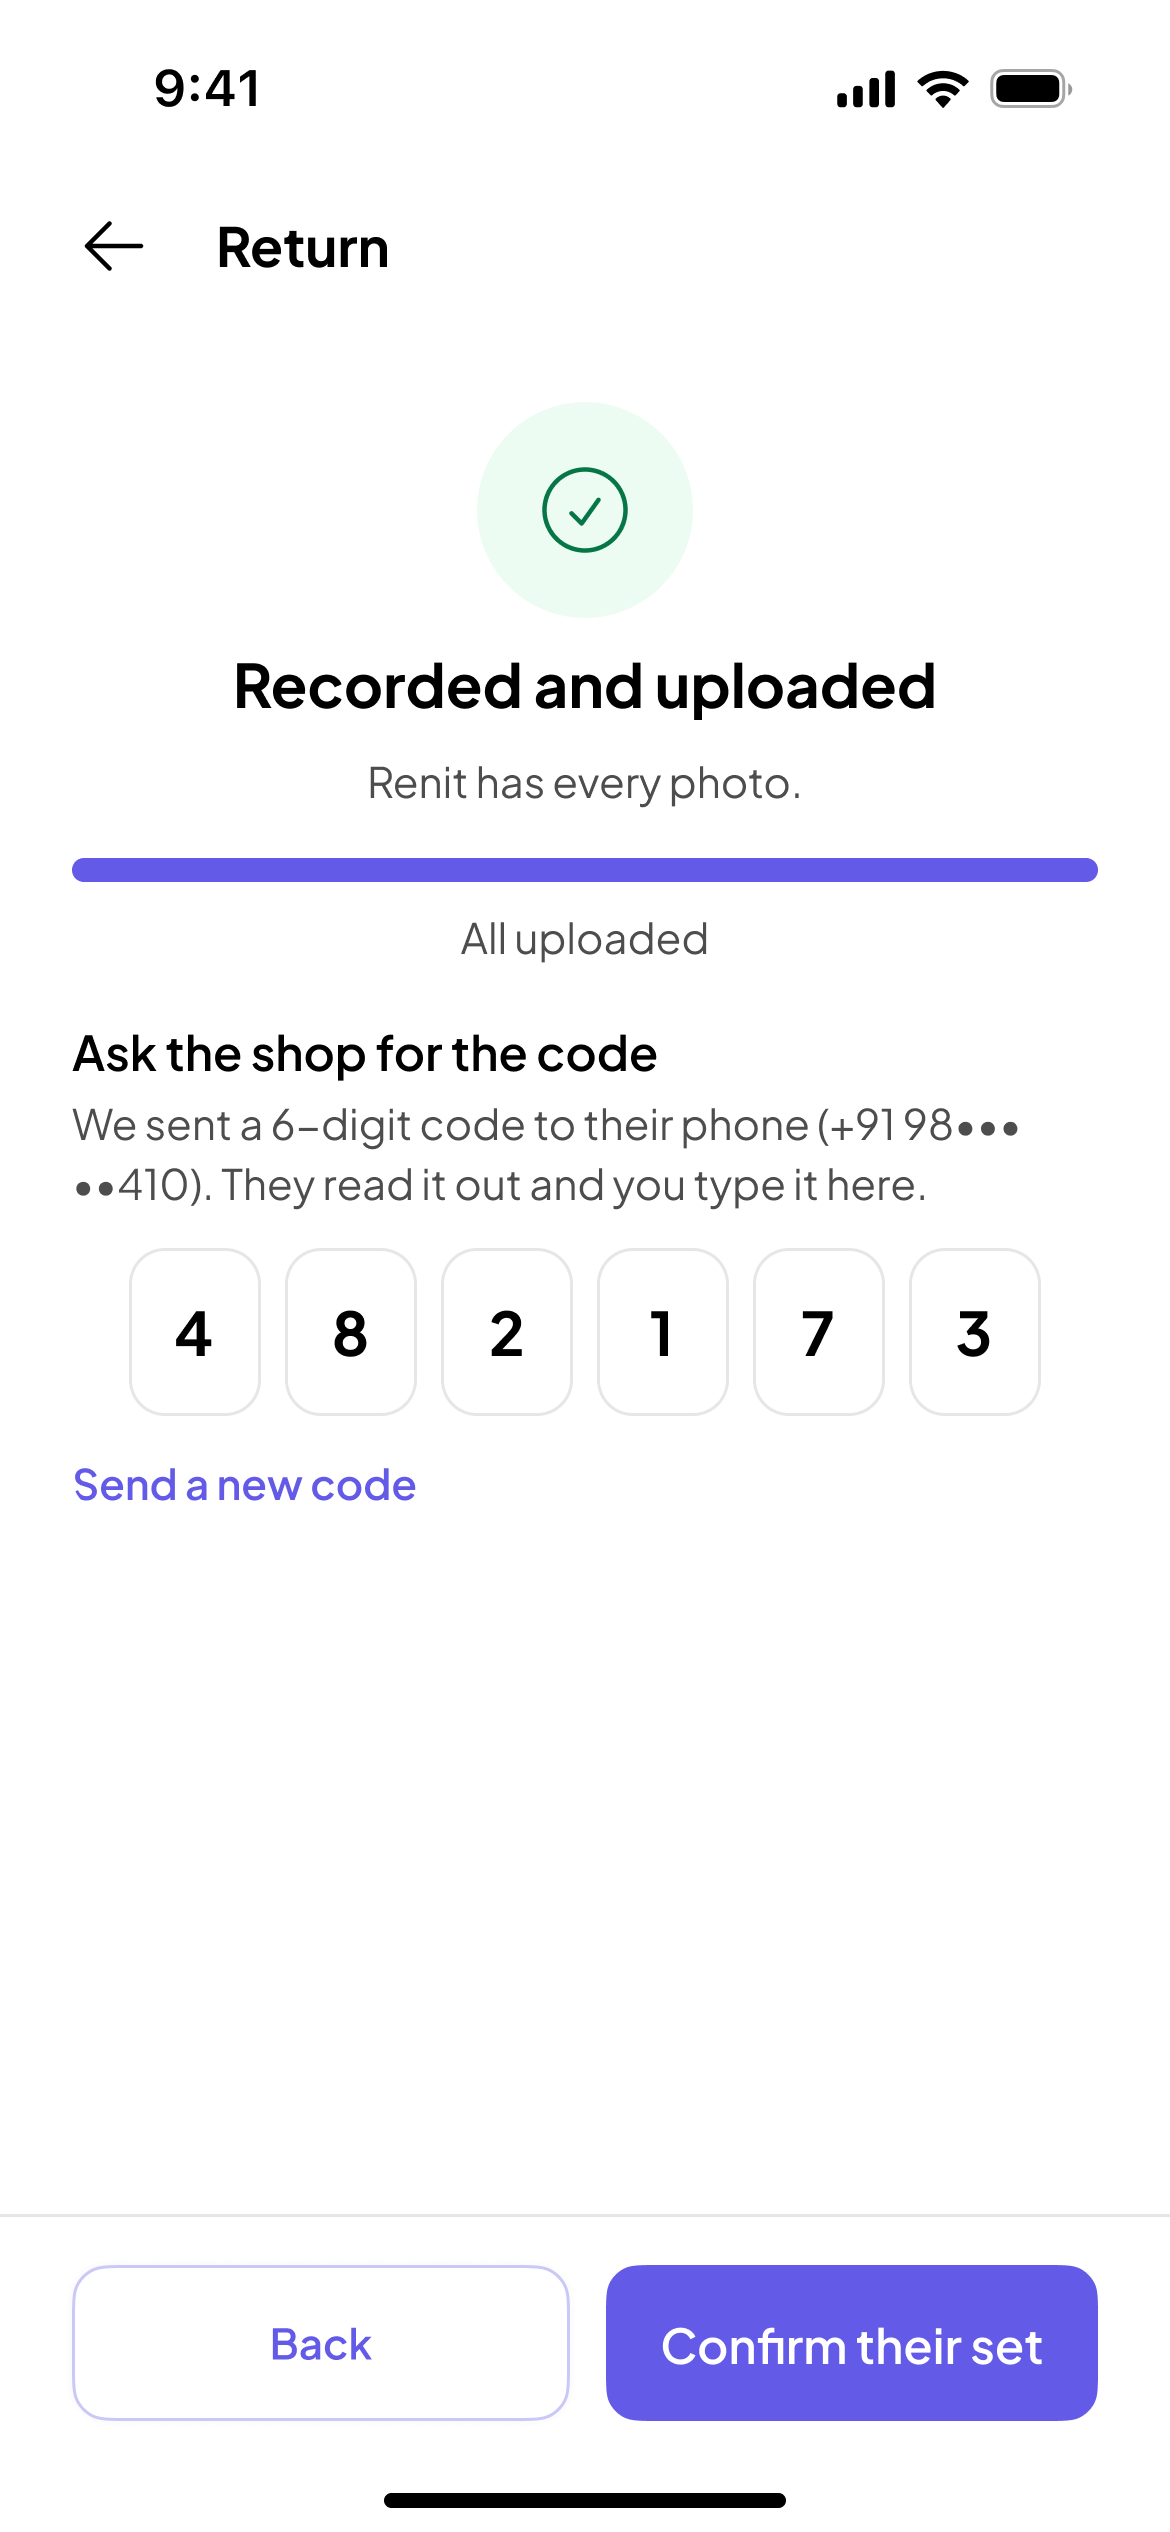 9:41
Return
Recorded and uploaded
Renit has every photo.
All uploaded
Ask the shop for the code
We sent a 6-digit code to their phone (+91 98•••
••410). They read it out and you type it here.
4 8 2 1 7 3
Send a new code
Back
Confirm their set